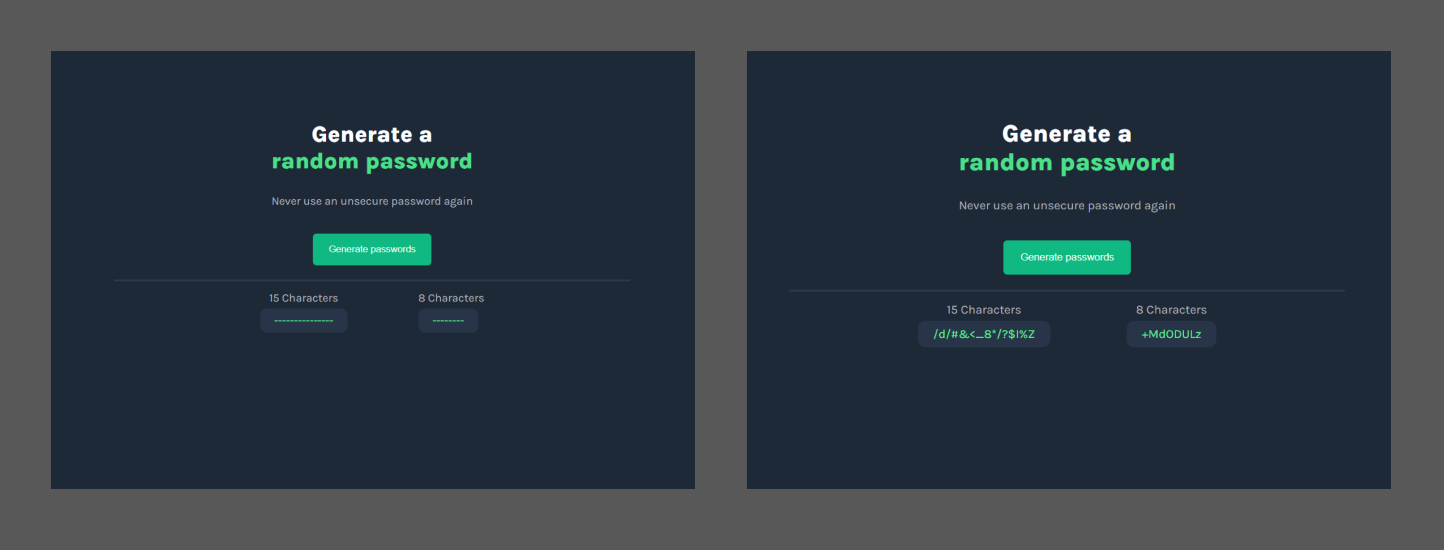 Generate a
random password
Never use an unsecure password again
Generate passwords
15 Characters
8 Characters
---------------
--------
Generate a
random password
Never use an unsecure password again
Generate passwords
15 Characters
8 Characters
/d/#&<_8*/?$I%Z
+MdODULz